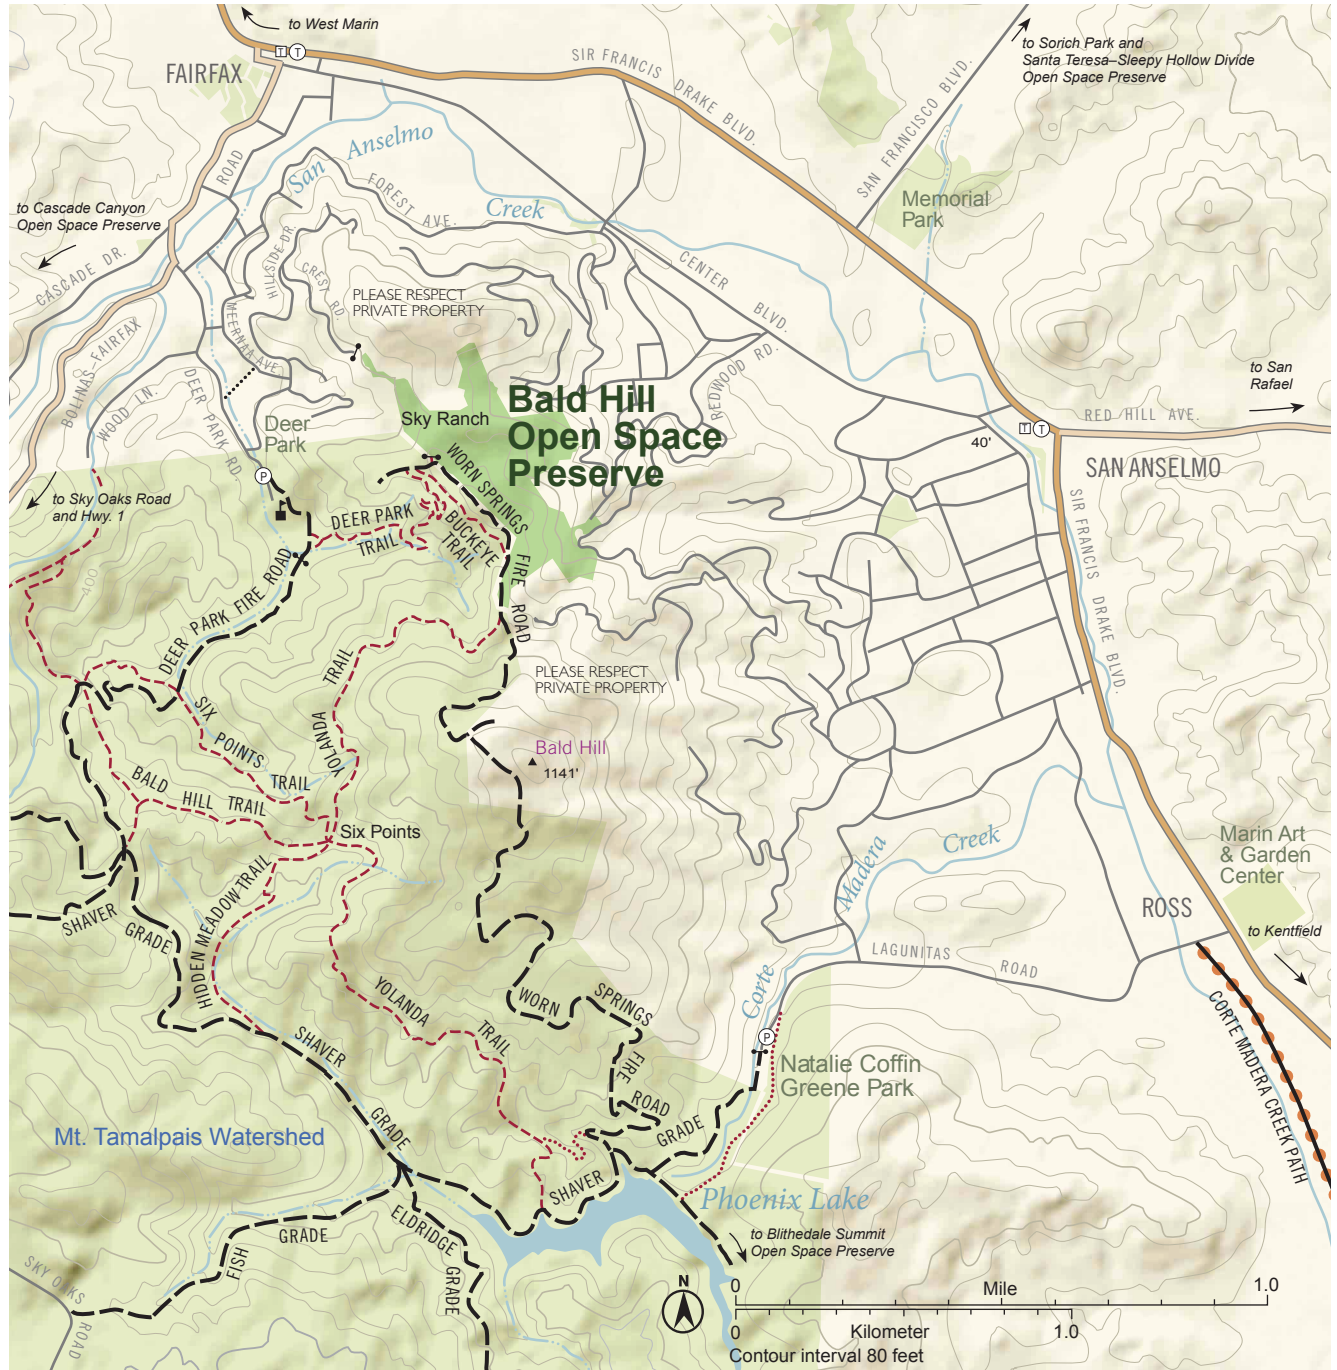 to West Marin
T T
FAIRFAX
SIR FRANCIS DRAKE BLVD.
to Sorich Park and
Santa Teresa–Sleepy Hollow Divide
Open Space Preserve
SAN FRANCISCO BLVD.
San Anselmo Creek
ROAD
FOREST AVE.
Memorial
Park
to Cascade Canyon
Open Space Preserve
CASCADE DR.
HILLSIDE DR.
CREST RD.
CENTER BLVD.
PLEASE RESPECT
PRIVATE PROPERTY
MEERNAA AVE.
BOLINAS-FAIRFAX
WOOD LN.
DEER PARK RD.
REDWOOD RD.
to San
Rafael
RED HILL AVE.
Bald Hill
Open Space
Preserve
Sky Ranch
Deer
Park
P
40'
T T
SAN ANSELMO
to Sky Oaks Road
and Hwy. 1
WORN SPRINGS FIRE ROAD
DEER PARK TRAIL
BUCKEYE
TRAIL
SIR FRANCIS DRAKE BLVD.
400
DEER PARK FIRE ROAD
YOLANDA TRAIL
PLEASE RESPECT
PRIVATE PROPERTY
SIX POINTS TRAIL
Bald Hill
1141'
BALD HILL TRAIL
Six Points
Marin Art
& Garden
Center
Corte Madera Creek
HIDDEN MEADOW TRAIL
SHAVER GRADE
ROSS
to Kentfield
LAGUNITAS ROAD
YOLANDA TRAIL
WORN SPRINGS
FIRE
ROAD
SHAVER GRADE
P
Natalie Coffin
Greene Park
CORTE MADERA CREEK PATH
Mt. Tamalpais Watershed
SHAVER GRADE
Phoenix Lake
to Blithedale Summit
Open Space Preserve
FISH GRADE
ELDRIDGE GRADE
SKY OAKS ROAD
N
0 Mile 1.0
0 Kilometer 1.0
Contour interval 80 feet